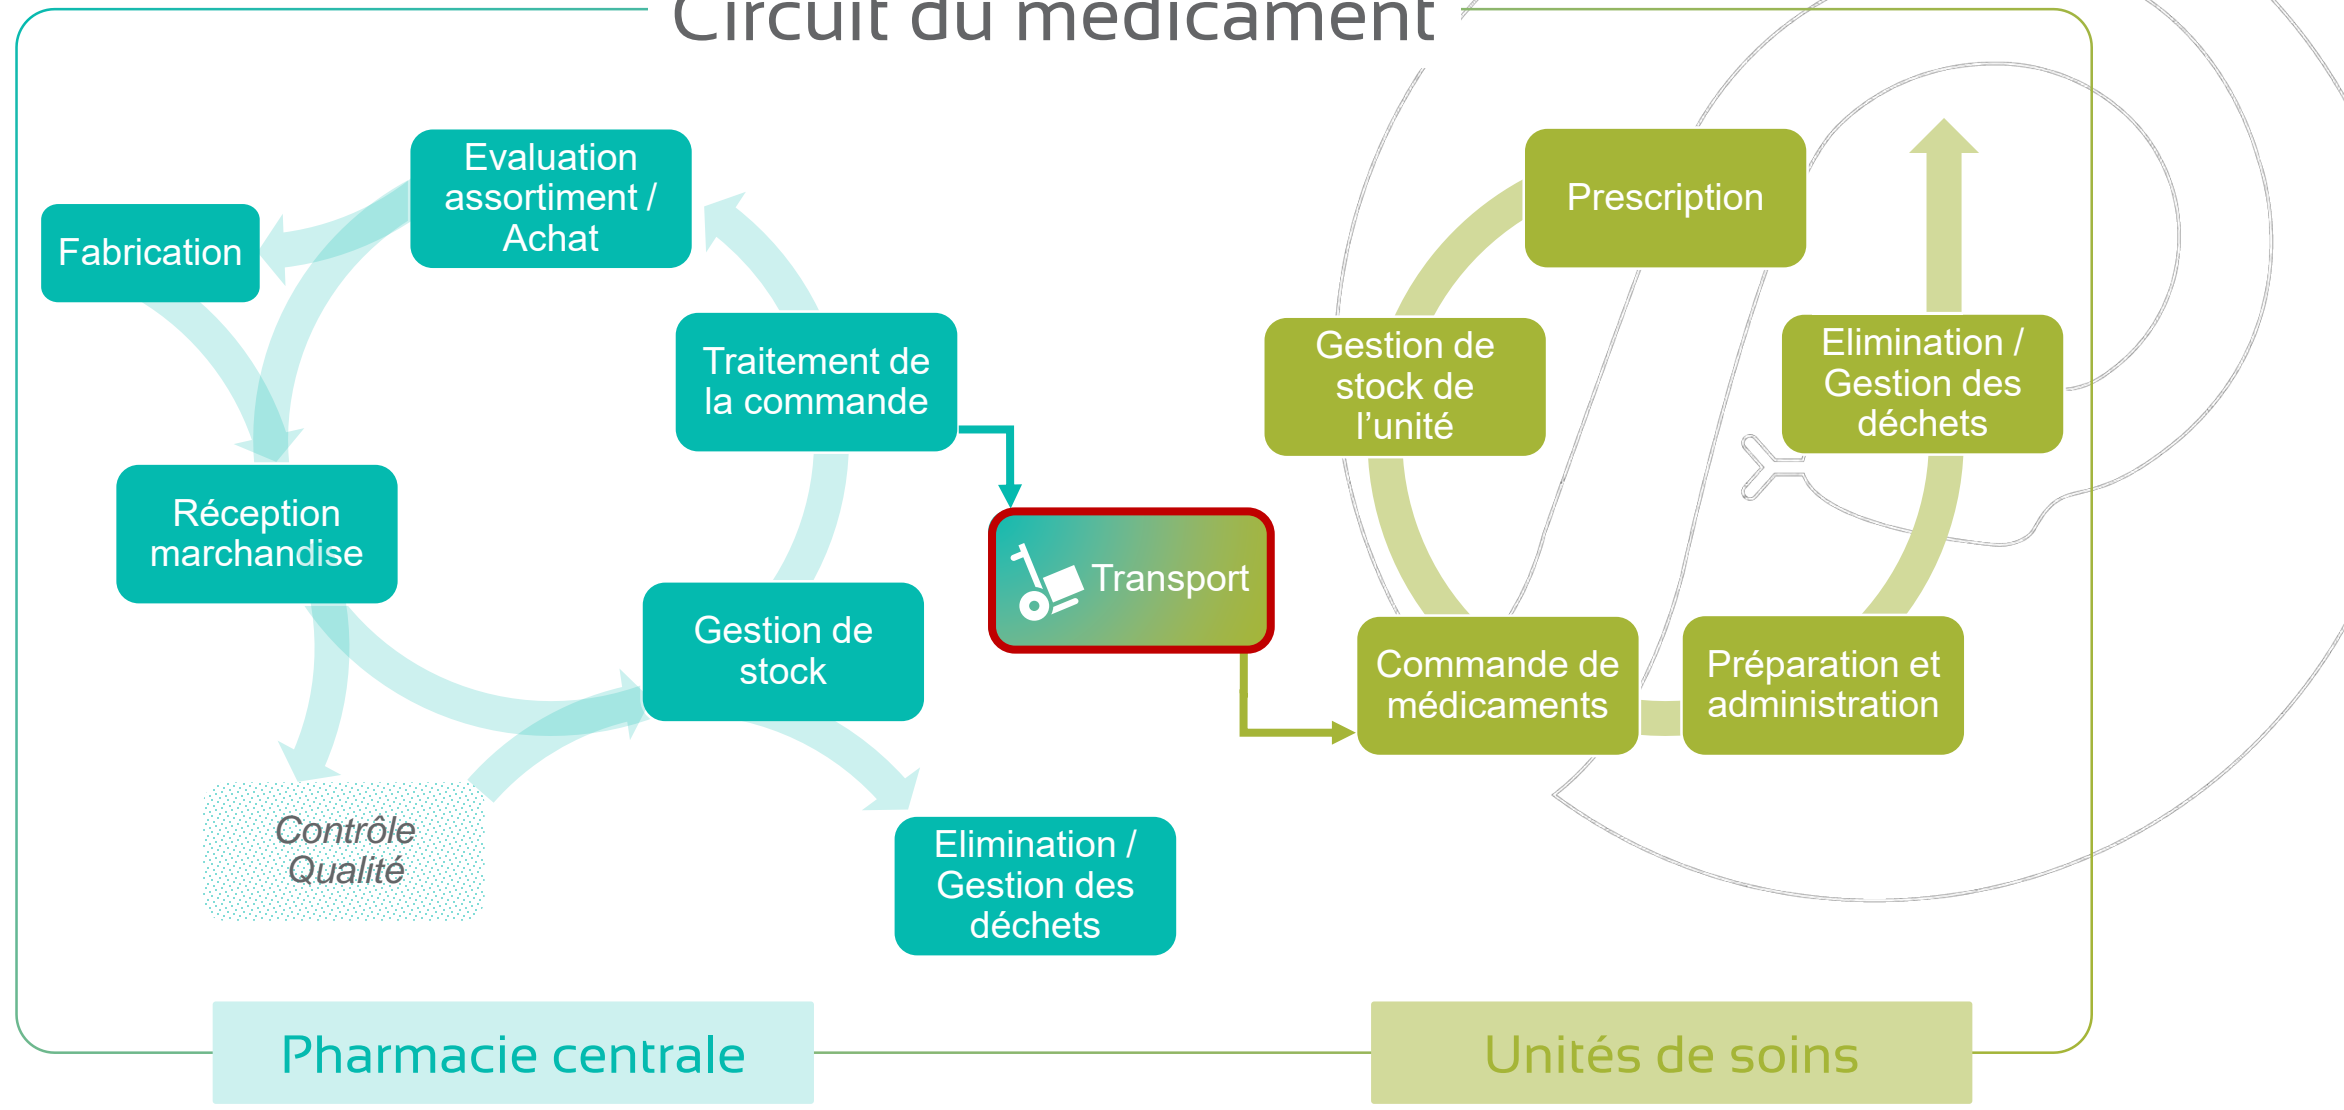 Circuit du médicament
Evaluation
assortiment /
Achat
Fabrication
Traitement de
la commande
Réception
marchandise
Gestion de
stock
Contrôle
Qualité
Elimination /
Gestion des
déchets
Transport
Prescription
Gestion de
stock de
l’unité
Elimination /
Gestion des
déchets
Commande de
médicaments
Préparation et
administration
Pharmacie centrale
Unités de soins